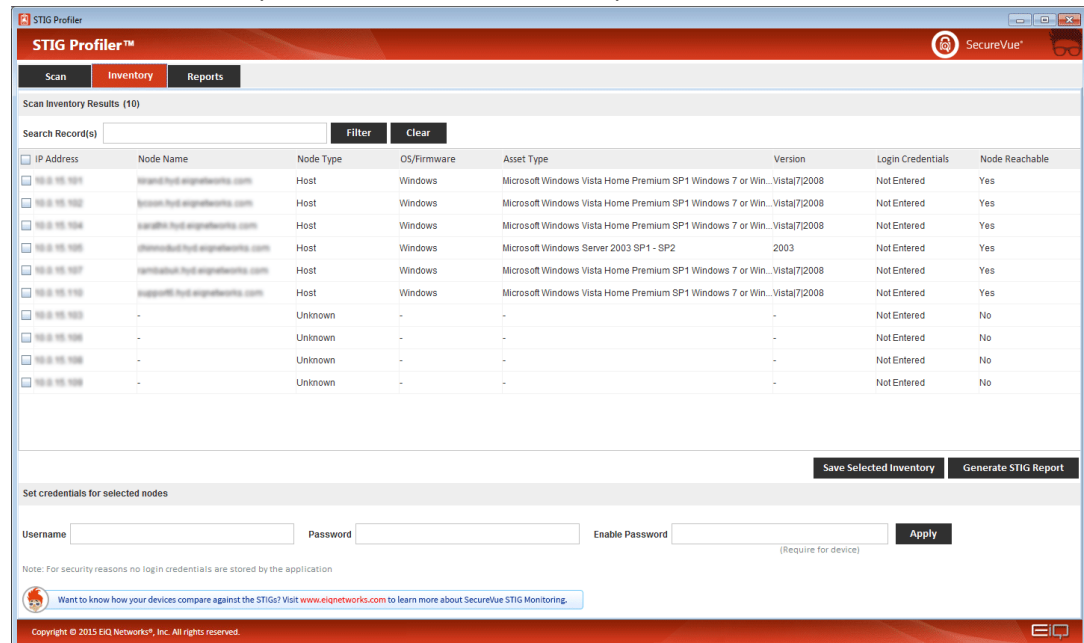 STIG Profiler
STIG Profiler™
SecureVue®
Scan Inventory Reports
Scan Inventory Results (10)
Search Record(s) Filter Clear
IP Address Node Name Node Type OS/Firmware Asset Type Version Login Credentials Node Reachable
Host Windows Microsoft Windows Vista Home Premium SP1 Windows 7 or Win...Vista|7|2008 Not Entered Yes
Host Windows Microsoft Windows Vista Home Premium SP1 Windows 7 or Win...Vista|7|2008 Not Entered Yes
Host Windows Microsoft Windows Vista Home Premium SP1 Windows 7 or Win...Vista|7|2008 Not Entered Yes
Host Windows Microsoft Windows Server 2003 SP1 - SP2 2003 Not Entered Yes
Host Windows Microsoft Windows Vista Home Premium SP1 Windows 7 or Win...Vista|7|2008 Not Entered Yes
Host Windows Microsoft Windows Vista Home Premium SP1 Windows 7 or Win...Vista|7|2008 Not Entered Yes
- Unknown - - - Not Entered No
- Unknown - - - Not Entered No
- Unknown - - - Not Entered No
- Unknown - - - Not Entered No
Save Selected Inventory Generate STIG Report
Set credentials for selected nodes
Username Password Enable Password Apply
(Require for device)
Note: For security reasons no login credentials are stored by the application
Want to know how your devices compare against the STIGs? Visit www.eiqnetworks.com to learn more about SecureVue STIG Monitoring.
Copyright © 2015 EiQ Networks®, Inc. All rights reserved.
EiQ